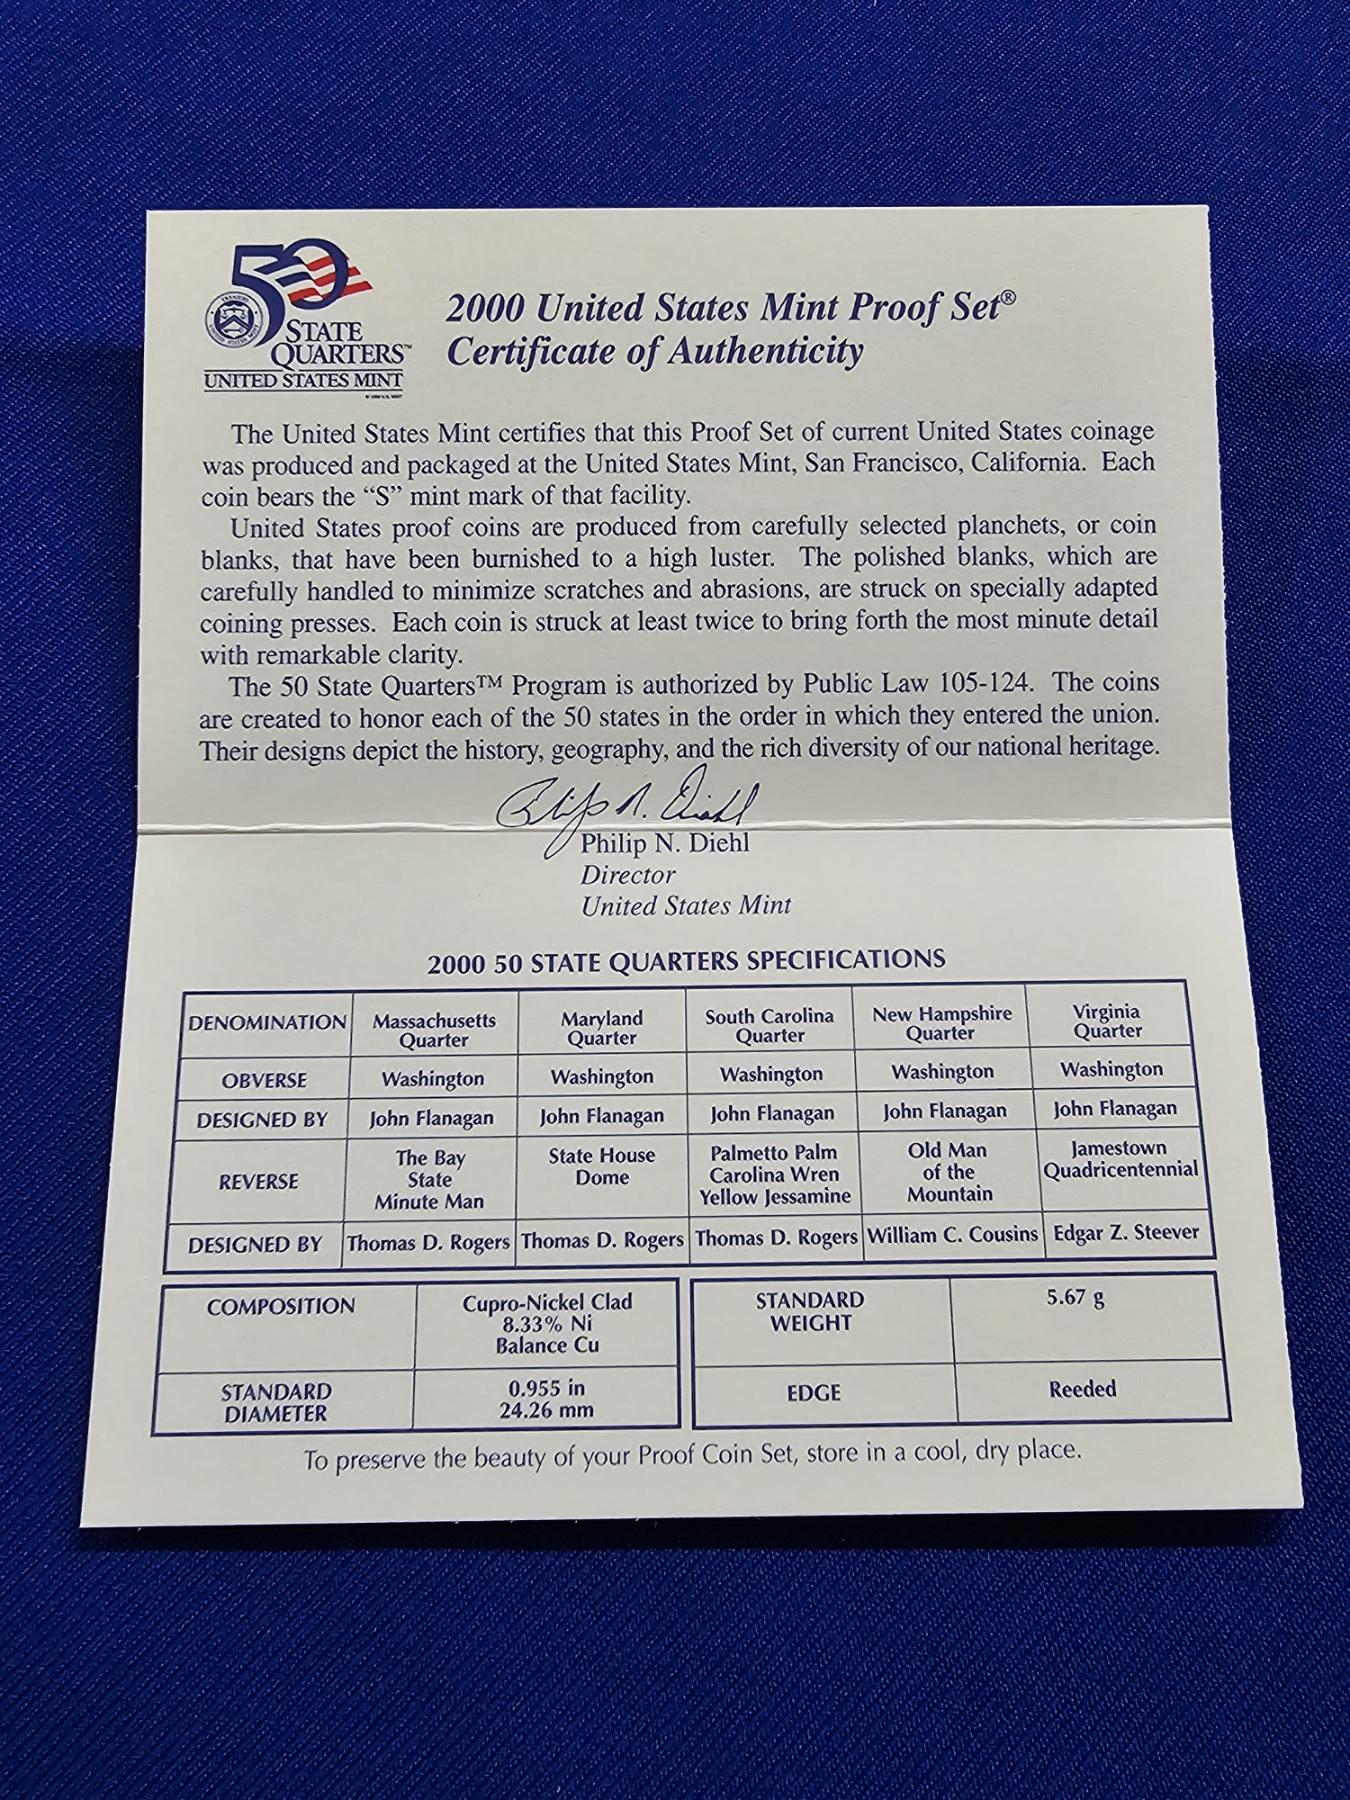 50
STATE
QUARTERS™
UNITED STATES MINT
2000 United States Mint Proof Set®
Certificate of Authenticity
The United States Mint certifies that this Proof Set of current United States coinage
was produced and packaged at the United States Mint, San Francisco, California. Each
coin bears the “S” mint mark of that facility.
United States proof coins are produced from carefully selected planchets, or coin
blanks, that have been burnished to a high luster. The polished blanks, which are
carefully handled to minimize scratches and abrasions, are struck on specially adapted
coining presses. Each coin is struck at least twice to bring forth the most minute detail
with remarkable clarity.
The 50 State Quarters™ Program is authorized by Public Law 105-124. The coins
are created to honor each of the 50 states in the order in which they entered the union.
Their designs depict the history, geography, and the rich diversity of our national heritage.
Philip N. Diehl
Philip N. Diehl
Director
United States Mint
2000 50 STATE QUARTERS SPECIFICATIONS
DENOMINATION Massachusetts Quarter Maryland Quarter South Carolina Quarter New Hampshire Quarter Virginia Quarter
OBVERSE Washington Washington Washington Washington Washington
DESIGNED BY John Flanagan John Flanagan John Flanagan John Flanagan John Flanagan
REVERSE The Bay State Minute Man State House Dome Palmetto Palm Carolina Wren Yellow Jessamine Old Man of the Mountain Jamestown Quadricentennial
DESIGNED BY Thomas D. Rogers Thomas D. Rogers Thomas D. Rogers William C. Cousins Edgar Z. Steever
COMPOSITION Cupro-Nickel Clad
8.33% Ni
Balance Cu
STANDARD DIAMETER 0.955 in
24.26 mm
STANDARD WEIGHT 5.67 g
EDGE Reeded
To preserve the beauty of your Proof Coin Set, store in a cool, dry place.